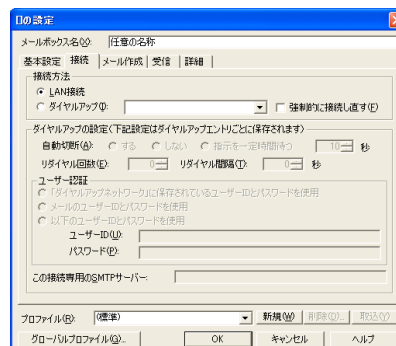 []の設定
メールボックス名(X): 任意の名称
基本設定 接続 メール作成 受信 詳細
接続方法
LAN接続
ダイヤルアップ(I): 強制的に接続し直す(F)
ダイヤルアップの設定(下記設定はダイヤルアップエントリごとに保存されます)
自動切断(A): する しない 指示を一定時間待つ 10 秒
リダイヤル回数(E): 0 リダイヤル間隔(T): 0 秒
ユーザー認証
「ダイヤルアップネットワーク」に保存されているユーザーIDとパスワードを使用
メールのユーザーIDとパスワードを使用
以下のユーザーIDとパスワードを使用
ユーザーID(U):
パスワード(P):
この接続専用のSMTPサーバー:
プロファイル(R): (標準) 新規(W) 削除(D)... 取込(Y)
グローバルプロファイル(G)... OK キャンセル ヘルプ